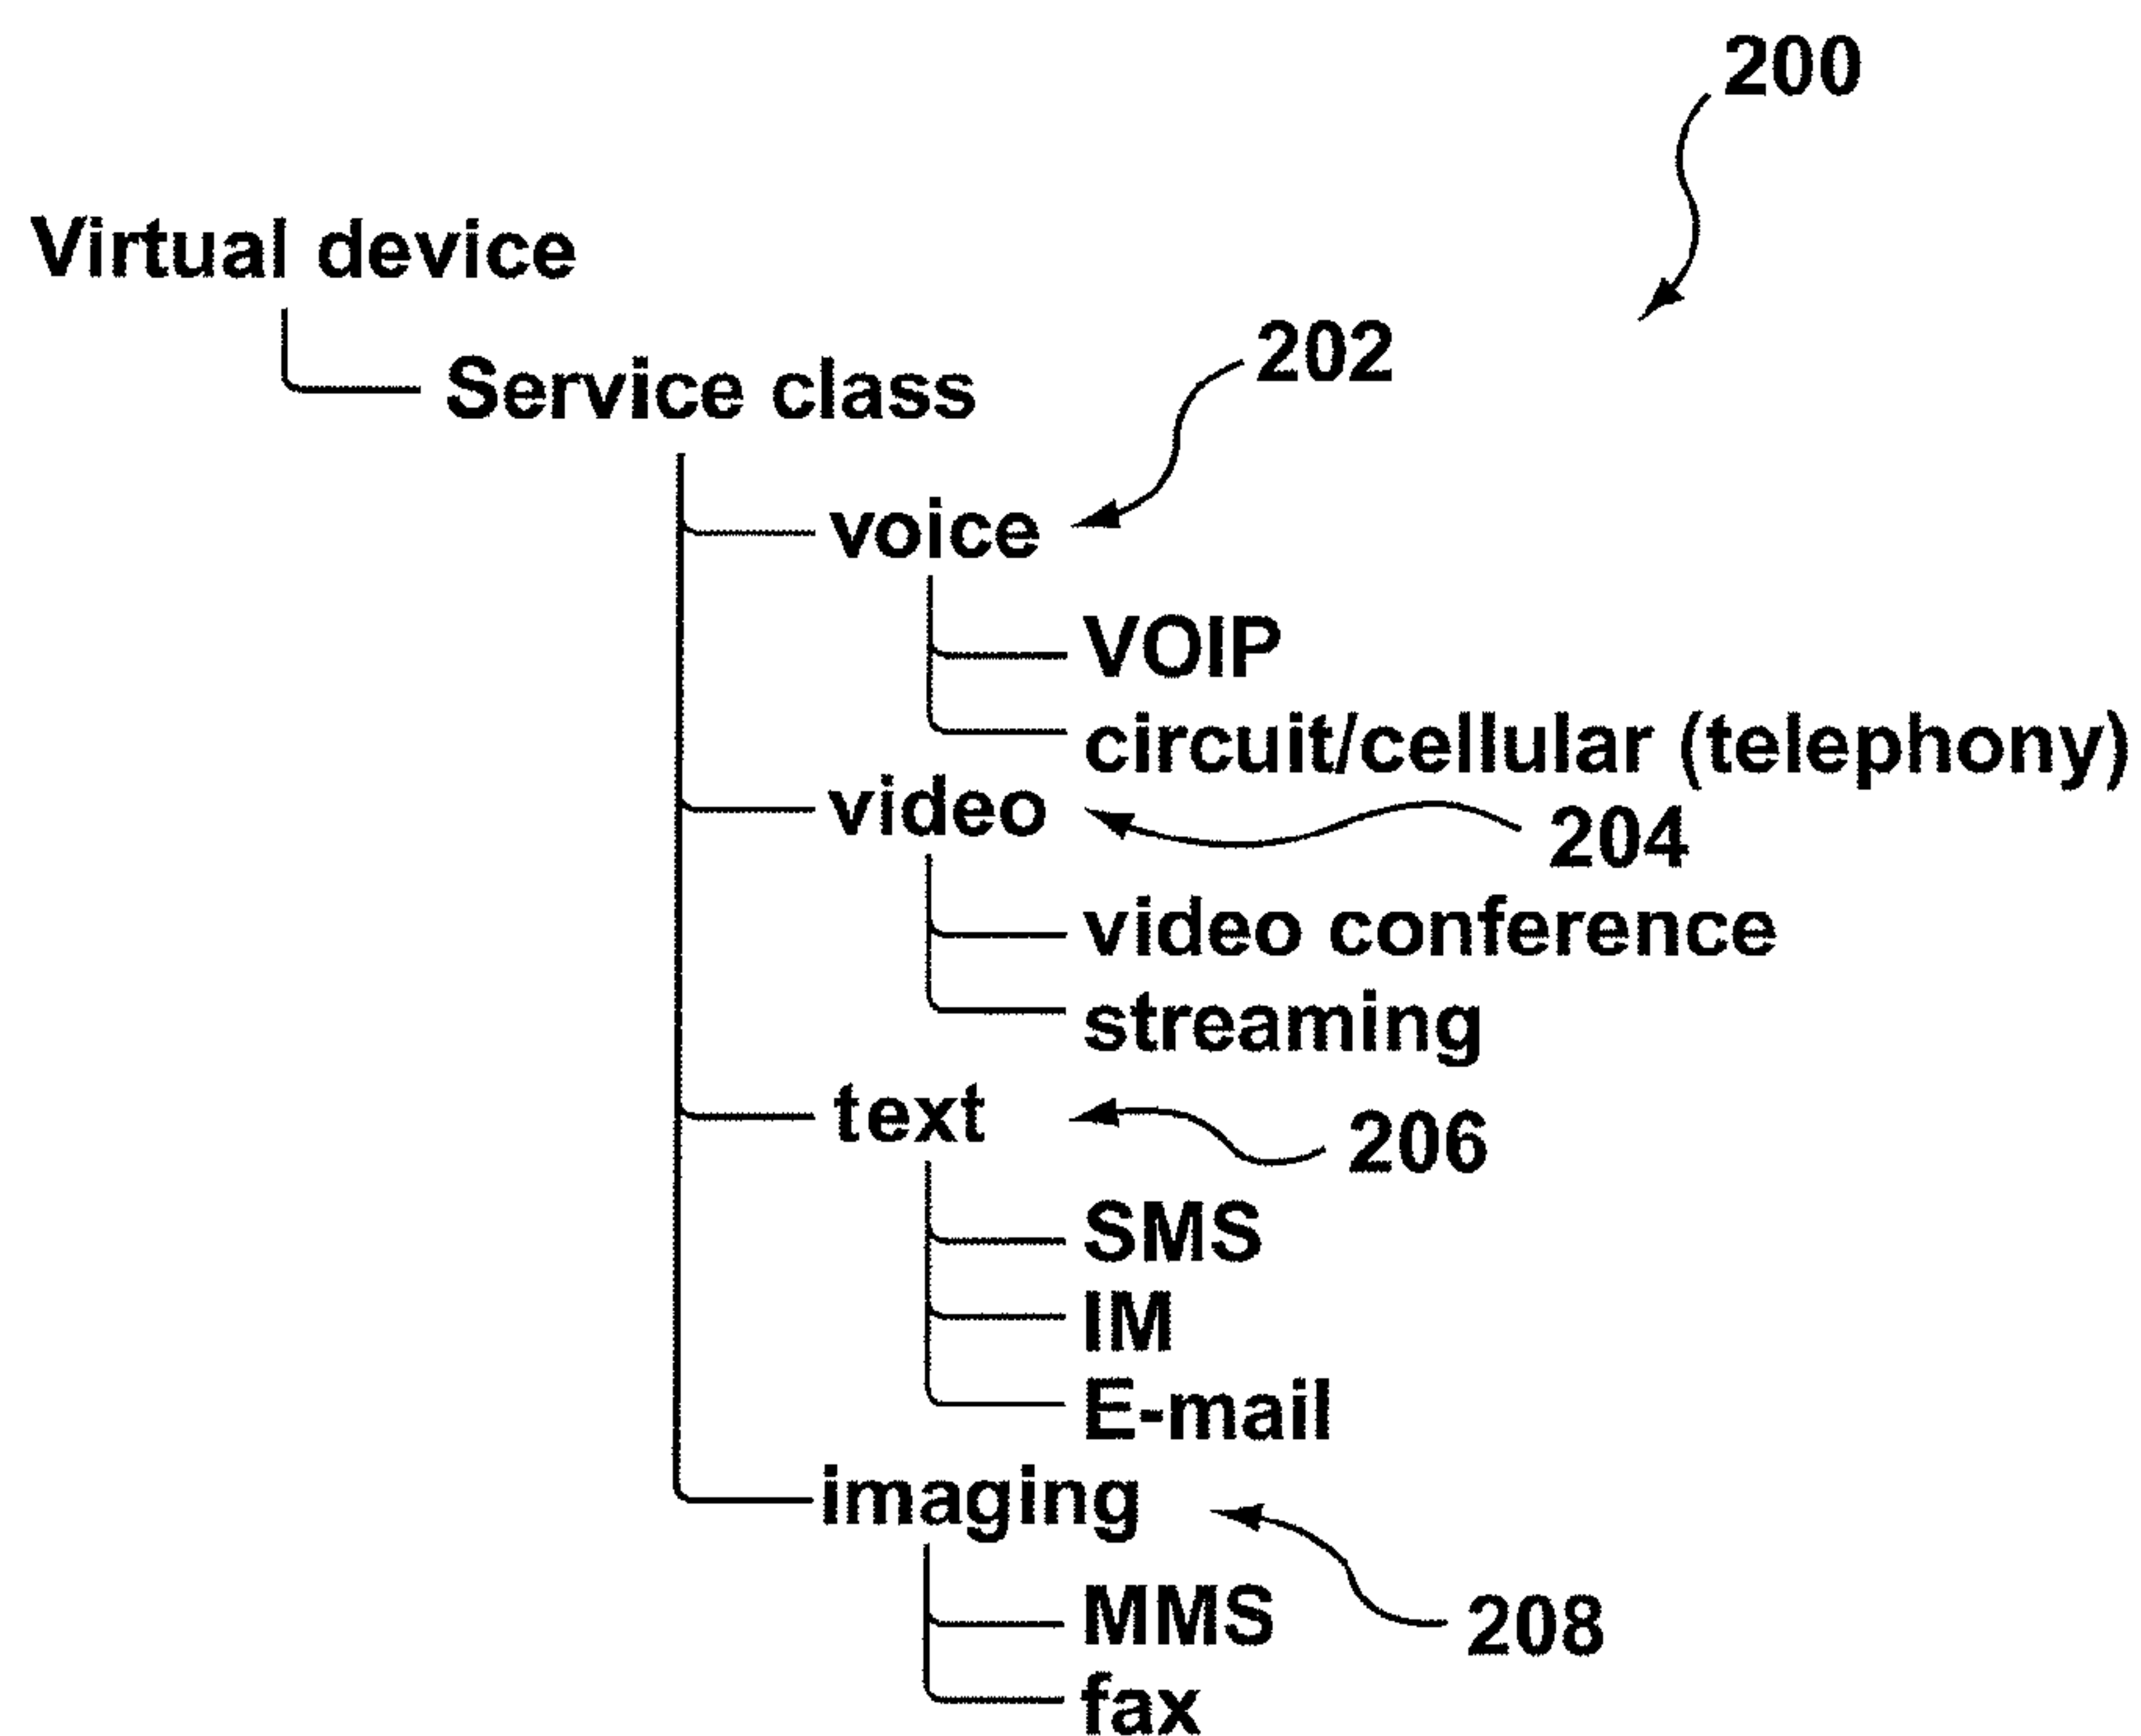 200
Virtual device
202
Service class
voice
VOIP
circuit/cellular (telephony)
video
204
video conference
streaming
text
206
SMS
IM
E-mail
imaging
MMS
208
fax